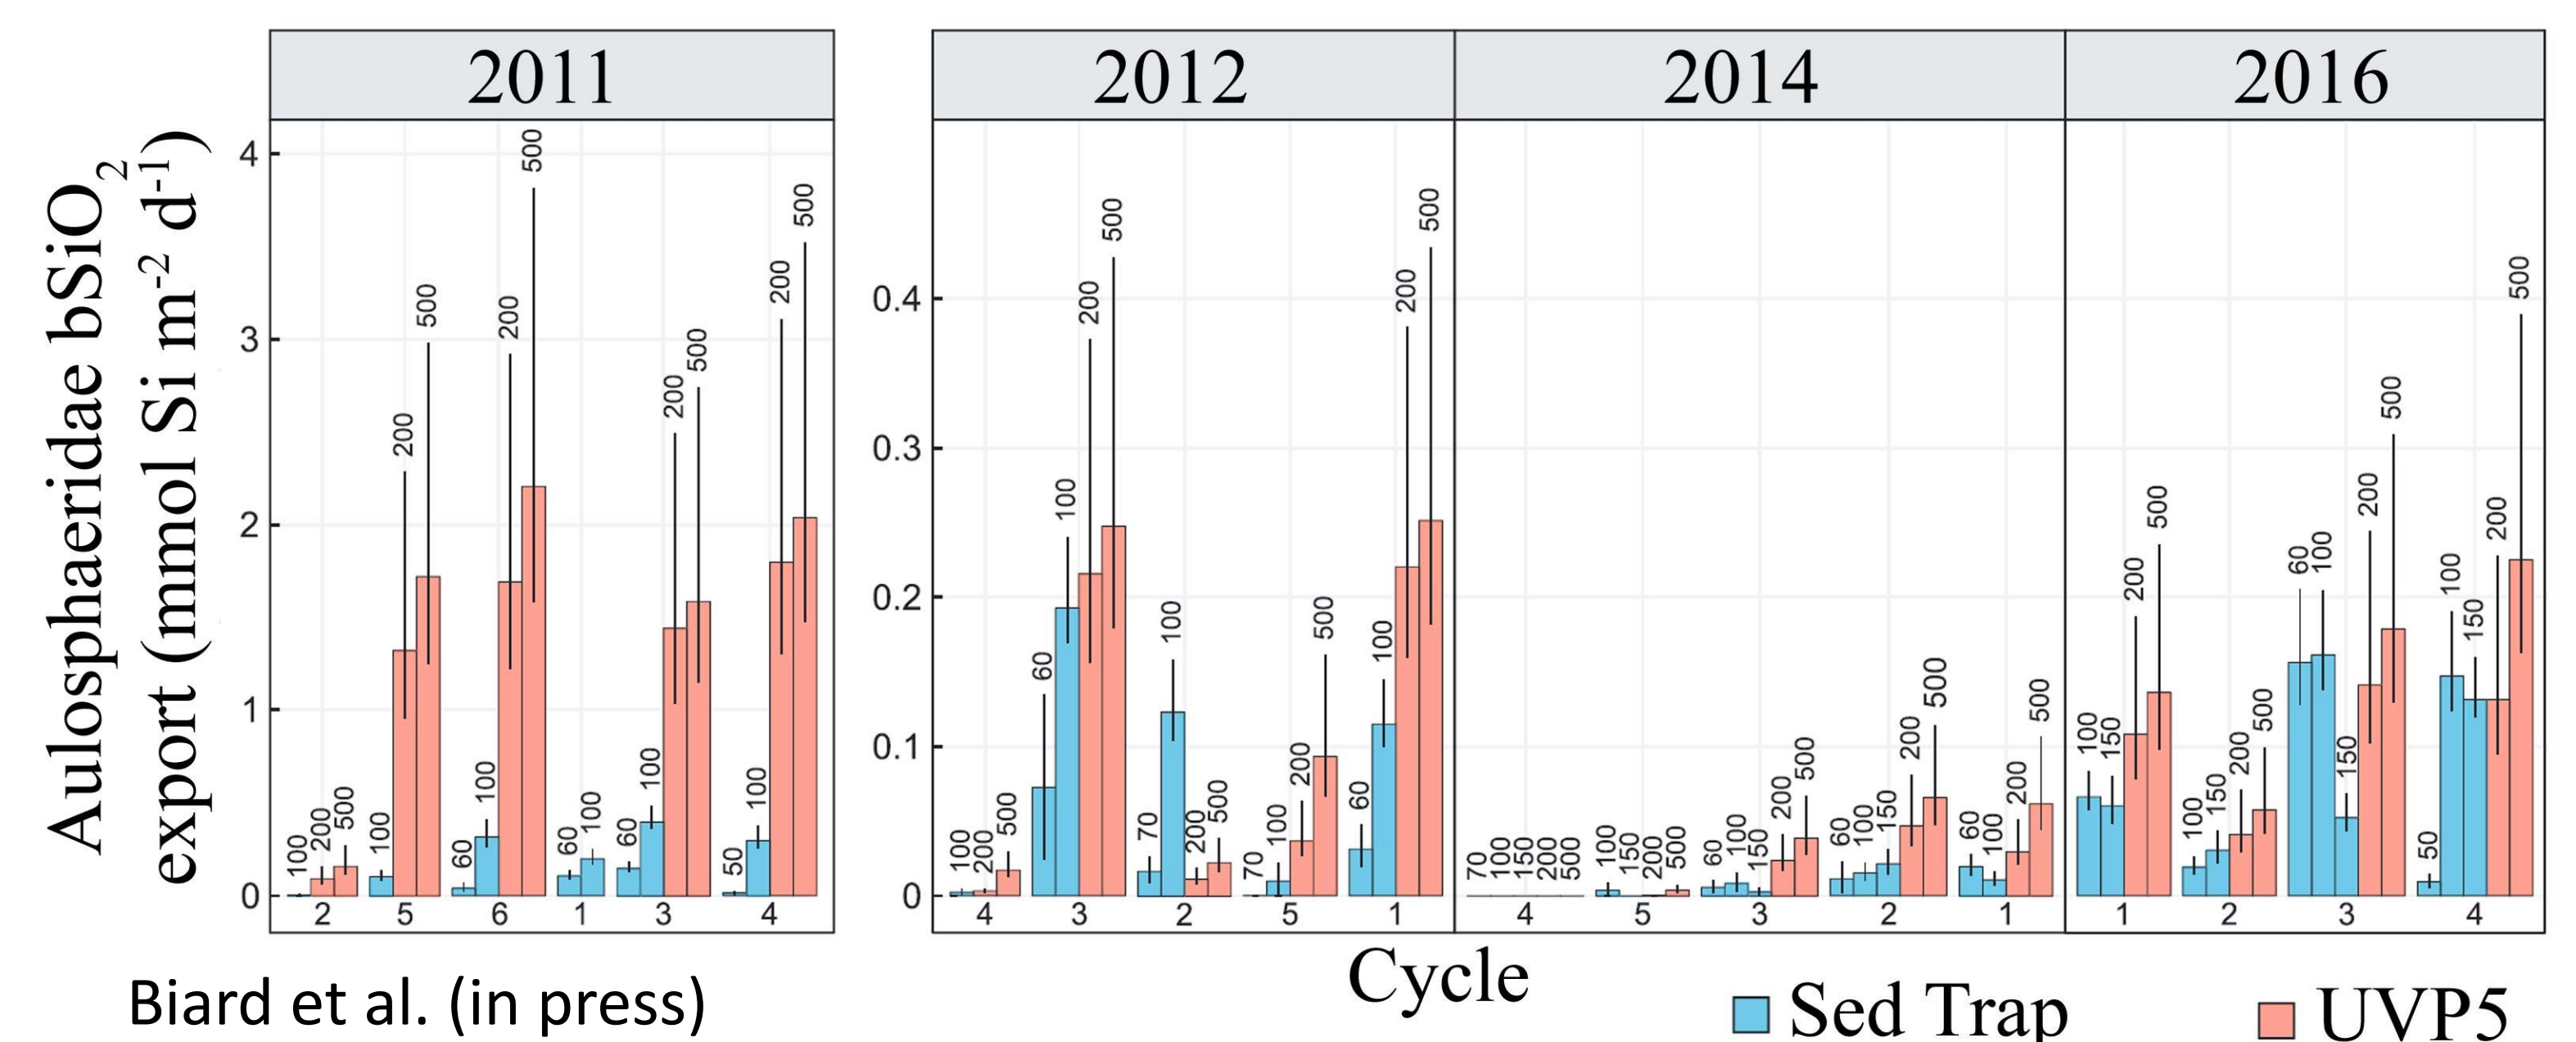 2011
2012
2014
2016
Aulosphaeridae bSiO2
export (mmol Si m-2 d-1)
4
3
2
1
0
0.4
0.3
0.2
0.1
0
100 200 500
100 200 500
60 100 200 500
60 100
60 100 200 500
50 100 200 500
100 200 500
60 100 200 500
70 100 200 500
70 100 200 500
60 100 200 500
70 100 150 200 500
100 150 200 500
60 100 150 200 500
60 100 150 200 500
60 100 200 500
100 150 200 500
100 150 200 500
60 100 150 200 500
50 100 150 200 500
2 5 6 1 3 4
4 3 2 5 1
4 5 3 2 1
1 2 3 4
Cycle
Biard et al. (in press)
Sed Trap
UVP5